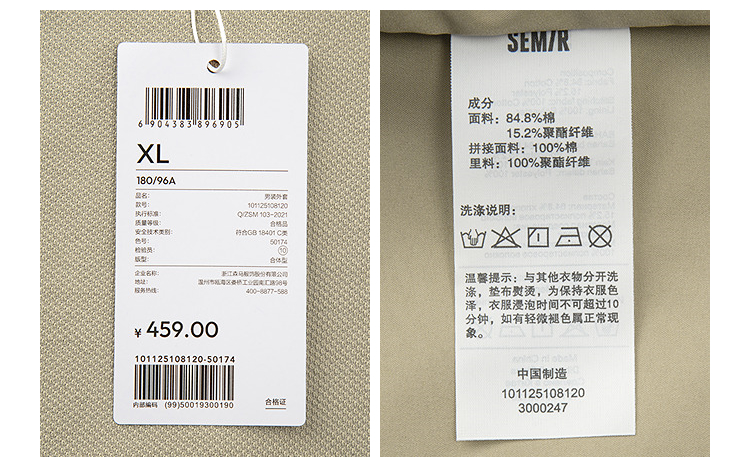 6 904383 896905
XL
180/96A
品名: 男装外套
款号: 101125108120
执行标准: Q/ZSM 103-2021
质量等级: 合格品
安全技术类别: 符合GB 18401 C类
色号: 50174
检验员: 10
版型: 合体型
企业名称: 浙江森马服饰股份有限公司
地址: 温州市瓯海区娄桥工业园南汇路98号
服务热线: 400-8877-588
¥ 459.00
101125108120-50174
内部编码 (99)50019300190
合格证
SEMIR
成分
面料: 84.8%棉
15.2%聚酯纤维
拼接面料: 100%棉
里料: 100%聚酯纤维
洗涤说明:
温馨提示: 与其他衣物分开洗
涤, 垫布熨烫, 为保持衣服色
泽, 衣服浸泡时间不可超过10
分钟, 如有轻微褪色属正常现
象。
中国制造
101125108120
3000247